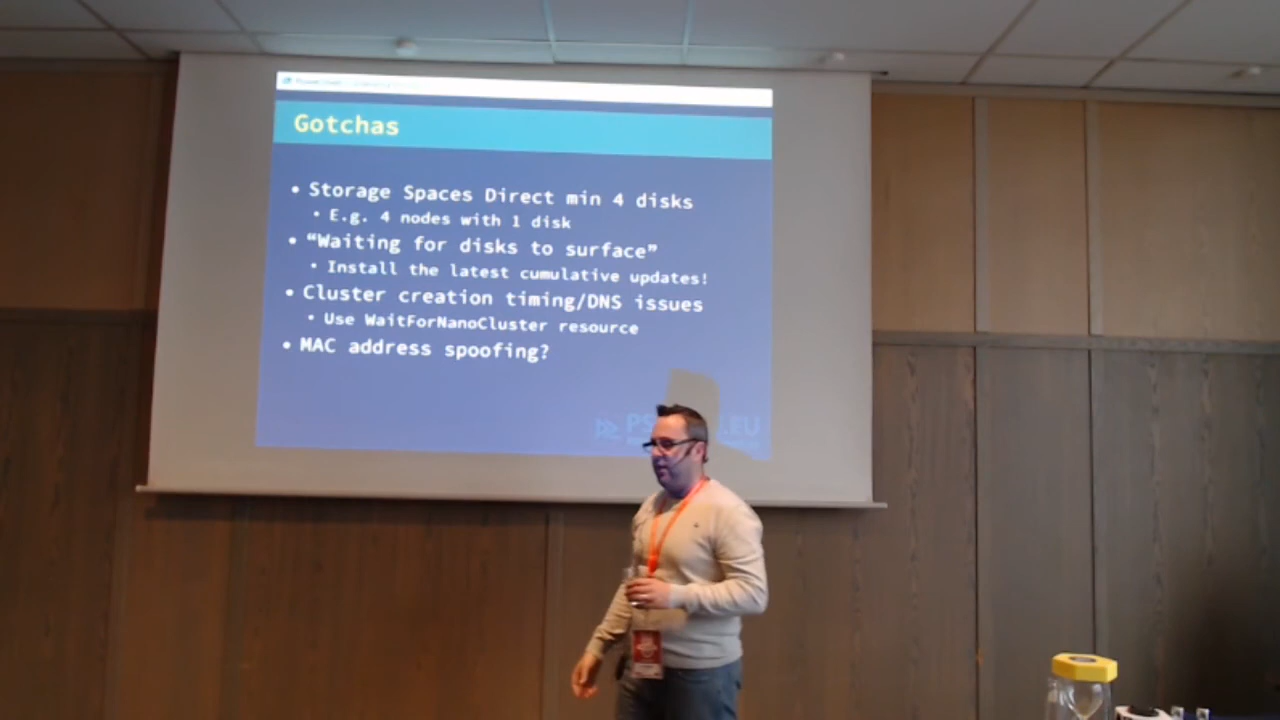 Gotchas
• Storage Spaces Direct min 4 disks
• E.g. 4 nodes with 1 disk
• “Waiting for disks to surface”
• Install the latest cumulative updates!
• Cluster creation timing/DNS issues
• Use WaitForNanoCluster resource
• MAC address spoofing?